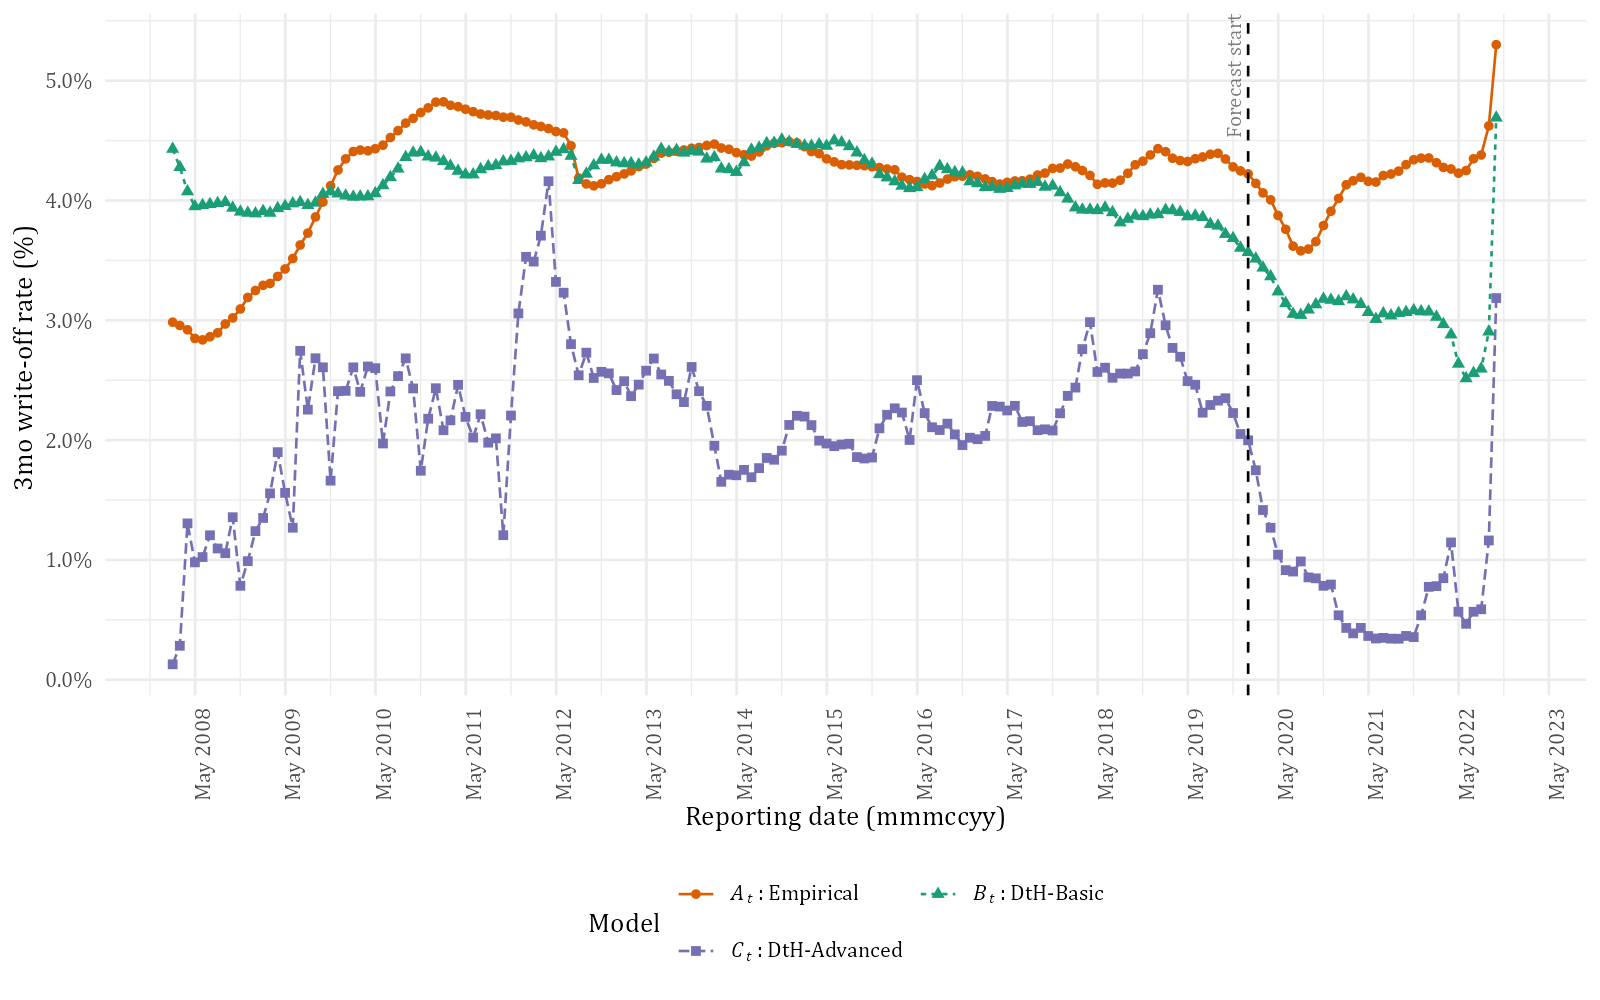 Forecast start
5.0%
4.0%
3.0%
2.0%
1.0%
0.0%
3mo write-off rate (%)
May 2008
May 2009
May 2010
May 2011
May 2012
May 2013
May 2014
May 2015
May 2016
May 2017
May 2018
May 2019
May 2020
May 2021
May 2022
May 2023
Reporting date (mmmccyy)
Model
A t : Empirical
B t : DtH-Basic
C t : DtH-Advanced